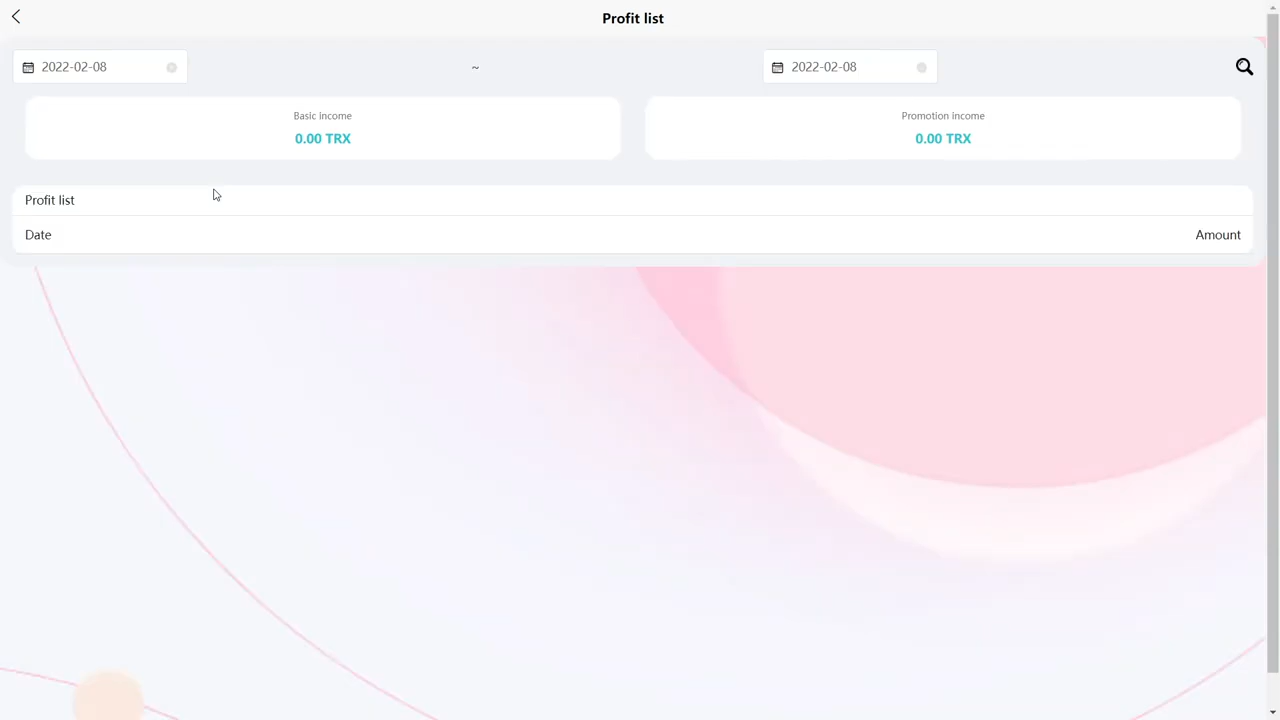 Profit list
2022-02-08 ~ 2022-02-08
Basic income
0.00 TRX
Promotion income
0.00 TRX
Profit list
Date Amount